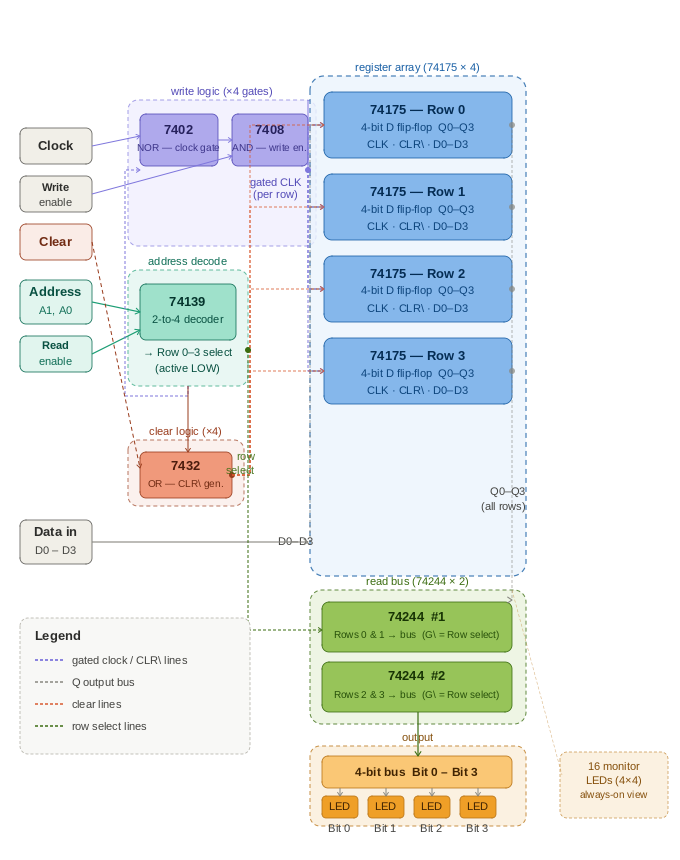 register array (74175 × 4)
write logic (×4 gates)
74175 — Row 0
4-bit D flip-flop  Q0–Q3
CLK · CLR\ · D0–D3
7402
NOR — clock gate
7408
AND — write en.
Clock
Write
enable
gated CLK
(per row)
74175 — Row 1
4-bit D flip-flop  Q0–Q3
CLK · CLR\ · D0–D3
Clear
address decode
74175 — Row 2
4-bit D flip-flop  Q0–Q3
CLK · CLR\ · D0–D3
Address
A1, A0
74139
2-to-4 decoder
Read
enable
→ Row 0–3 select
(active LOW)
74175 — Row 3
4-bit D flip-flop  Q0–Q3
CLK · CLR\ · D0–D3
clear logic (×4)
7432
OR — CLR\ gen.
row
select
Q0–Q3
(all rows)
Data in
D0 – D3
D0–D3
read bus (74244 × 2)
74244  #1
Rows 0 & 1 → bus  (G\ = Row select)
74244  #2
Rows 2 & 3 → bus  (G\ = Row select)
Legend
gated clock / CLR\ lines
Q output bus
clear lines
row select lines
output
4-bit bus  Bit 0 – Bit 3
LED
LED
LED
LED
Bit 0
Bit 1
Bit 2
Bit 3
16 monitor
LEDs (4×4)
always-on view